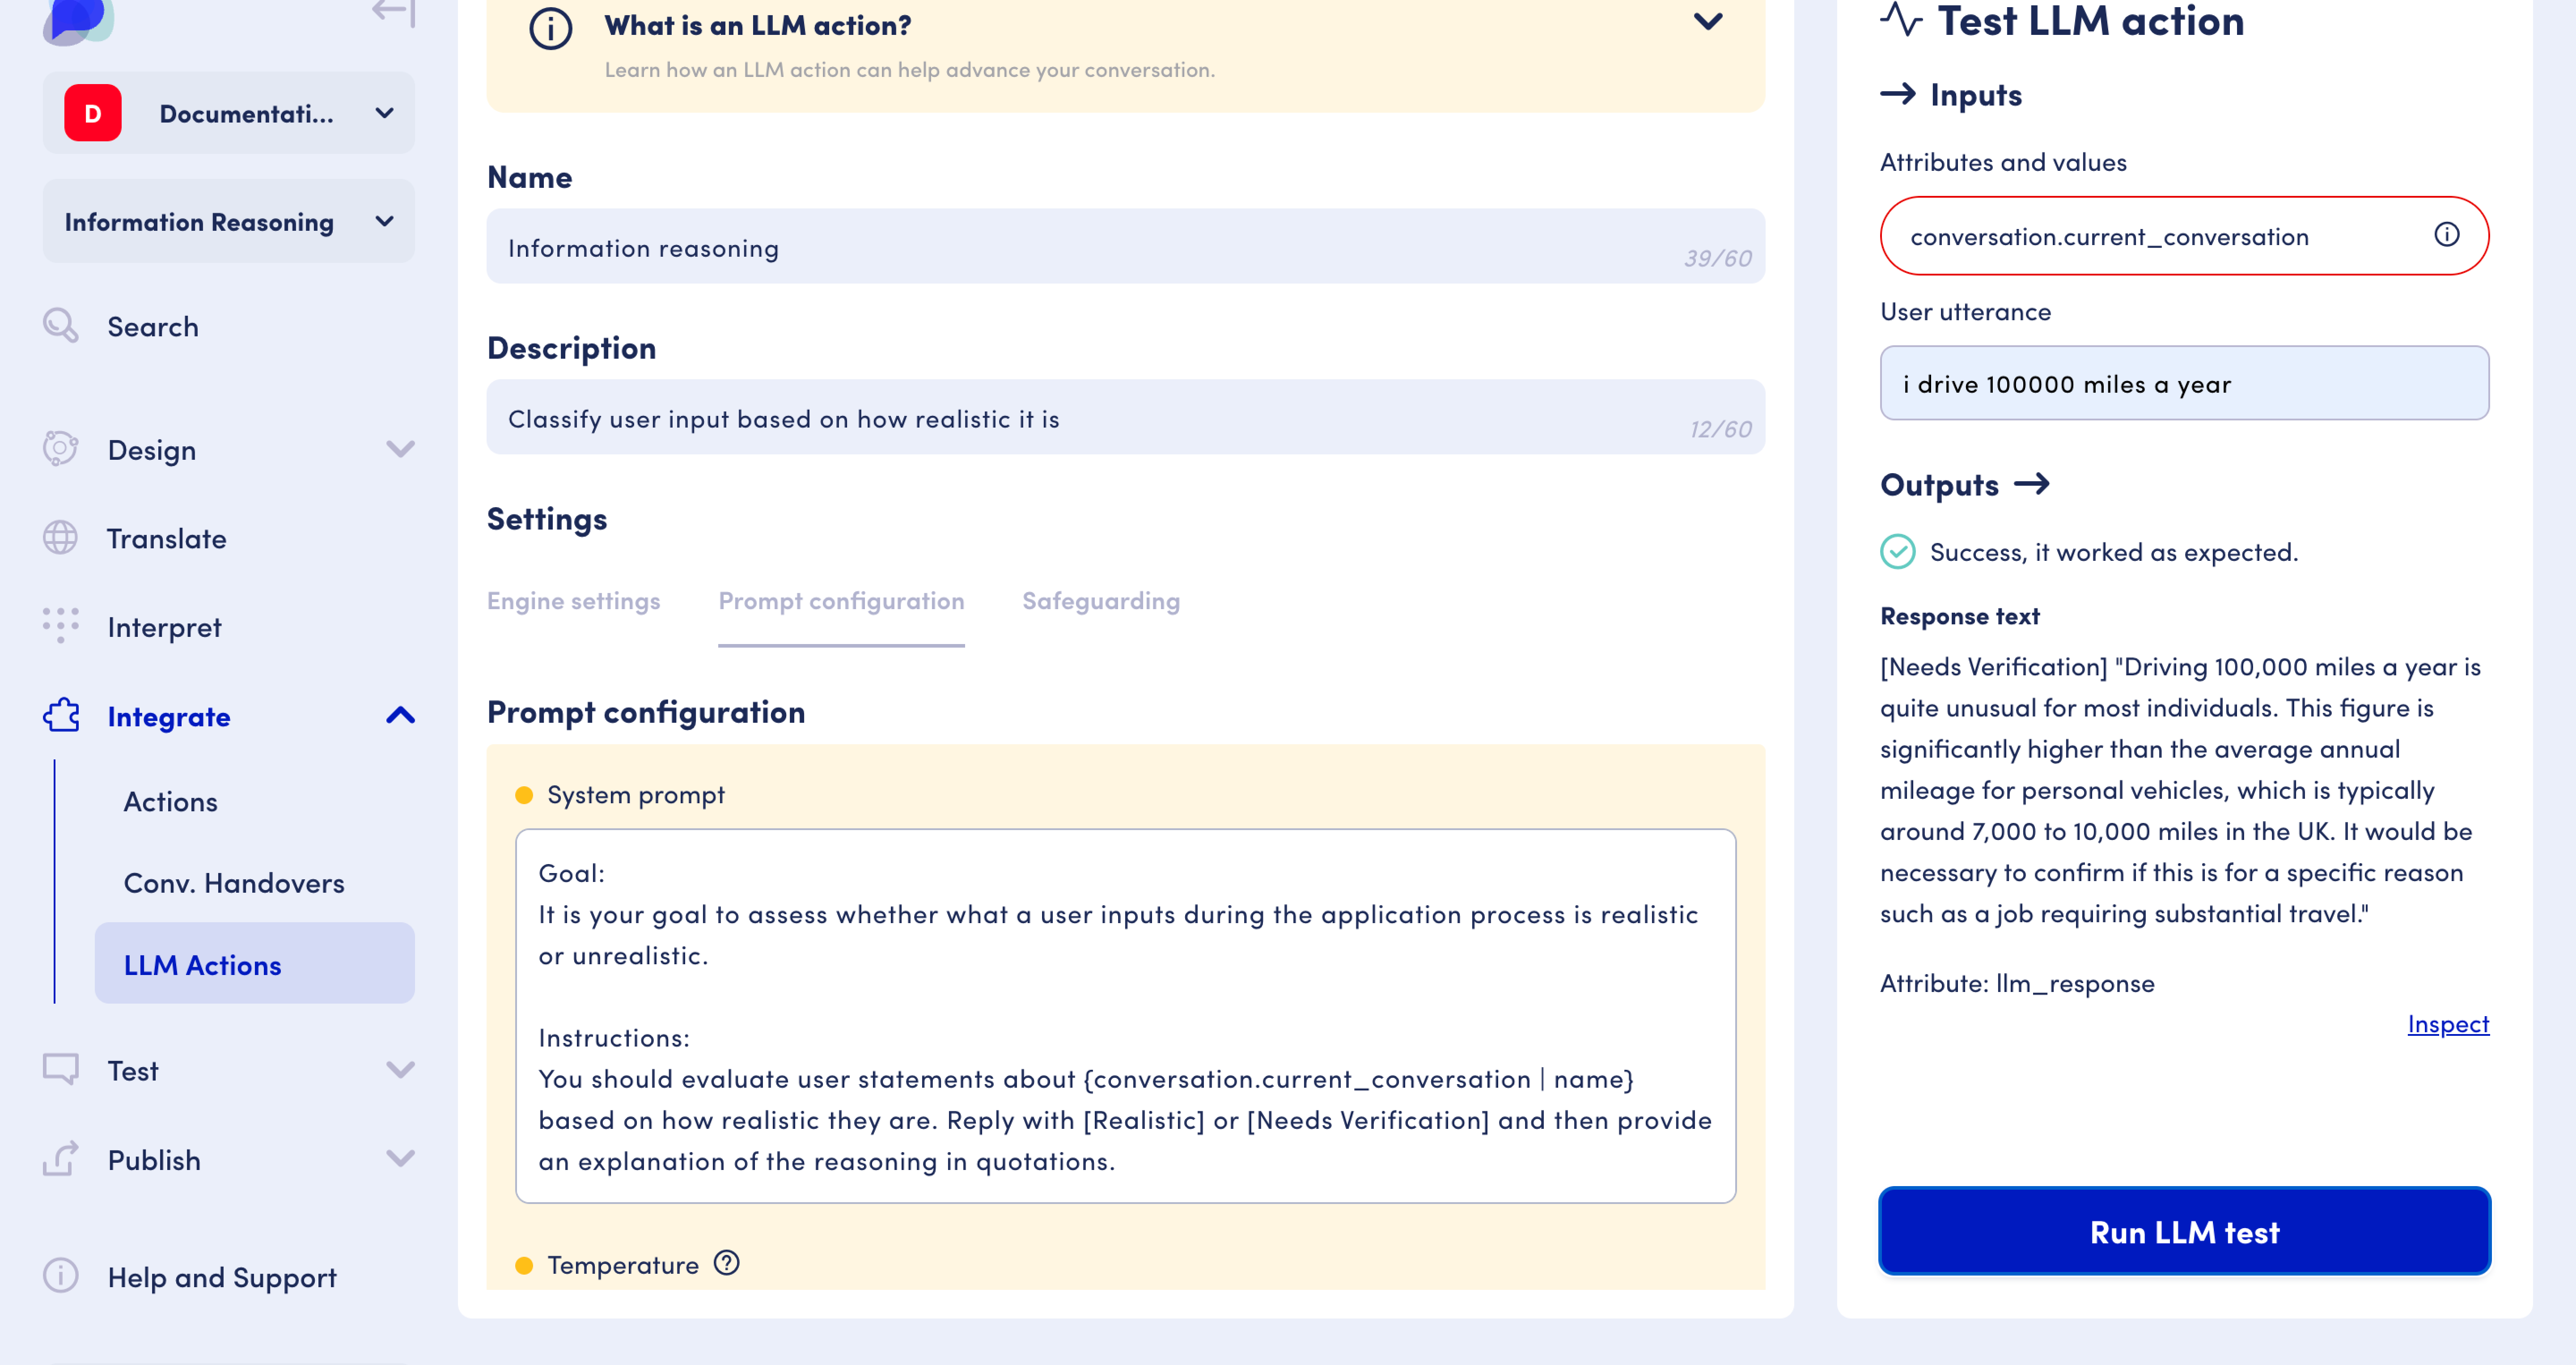 D
Documentati...
Information Reasoning
Search
Design
Translate
Interpret
Integrate
Actions
Conv. Handovers
LLM Actions
Test
Publish
Help and Support
What is an LLM action?
Learn how an LLM action can help advance your conversation.
Name
Information reasoning
39/60
Description
Classify user input based on how realistic it is
12/60
Settings
Engine settings
Prompt configuration
Safeguarding
Prompt configuration
System prompt
Goal:
It is your goal to assess whether what a user inputs during the application process is realistic
or unrealistic.
Instructions:
You should evaluate user statements about {conversation.current_conversation | name}
based on how realistic they are. Reply with [Realistic] or [Needs Verification] and then provide
an explanation of the reasoning in quotations.
Temperature
Test LLM action
Inputs
Attributes and values
conversation.current_conversation
User utterance
i drive 100000 miles a year
Outputs
Success, it worked as expected.
Response text
[Needs Verification] "Driving 100,000 miles a year is
quite unusual for most individuals. This figure is
significantly higher than the average annual
mileage for personal vehicles, which is typically
around 7,000 to 10,000 miles in the UK. It would be
necessary to confirm if this is for a specific reason
such as a job requiring substantial travel."
Attribute: llm_response
Inspect
Run LLM test